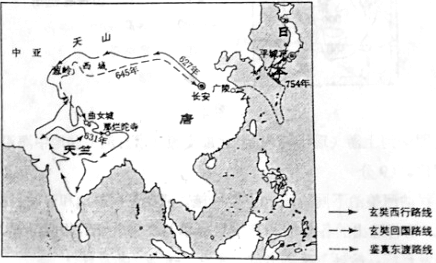 中亚
天山
葱岭
西域
645年
627年
长安
广陵
唐
日本
平城京
754年
曲女城
那烂陀寺
631年
天竺
玄奘西行路线
玄奘回国路线
鉴真东渡路线